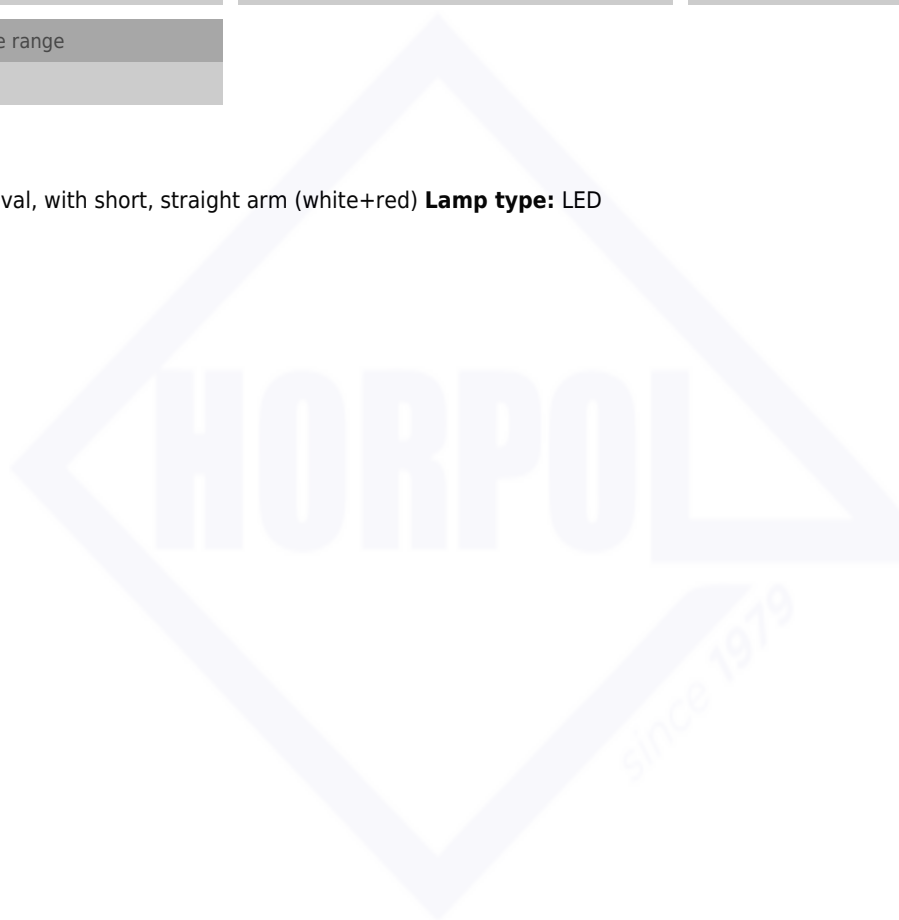 e range
val, with short, straight arm (white+red) Lamp type: LED
HORPOL
since 1979